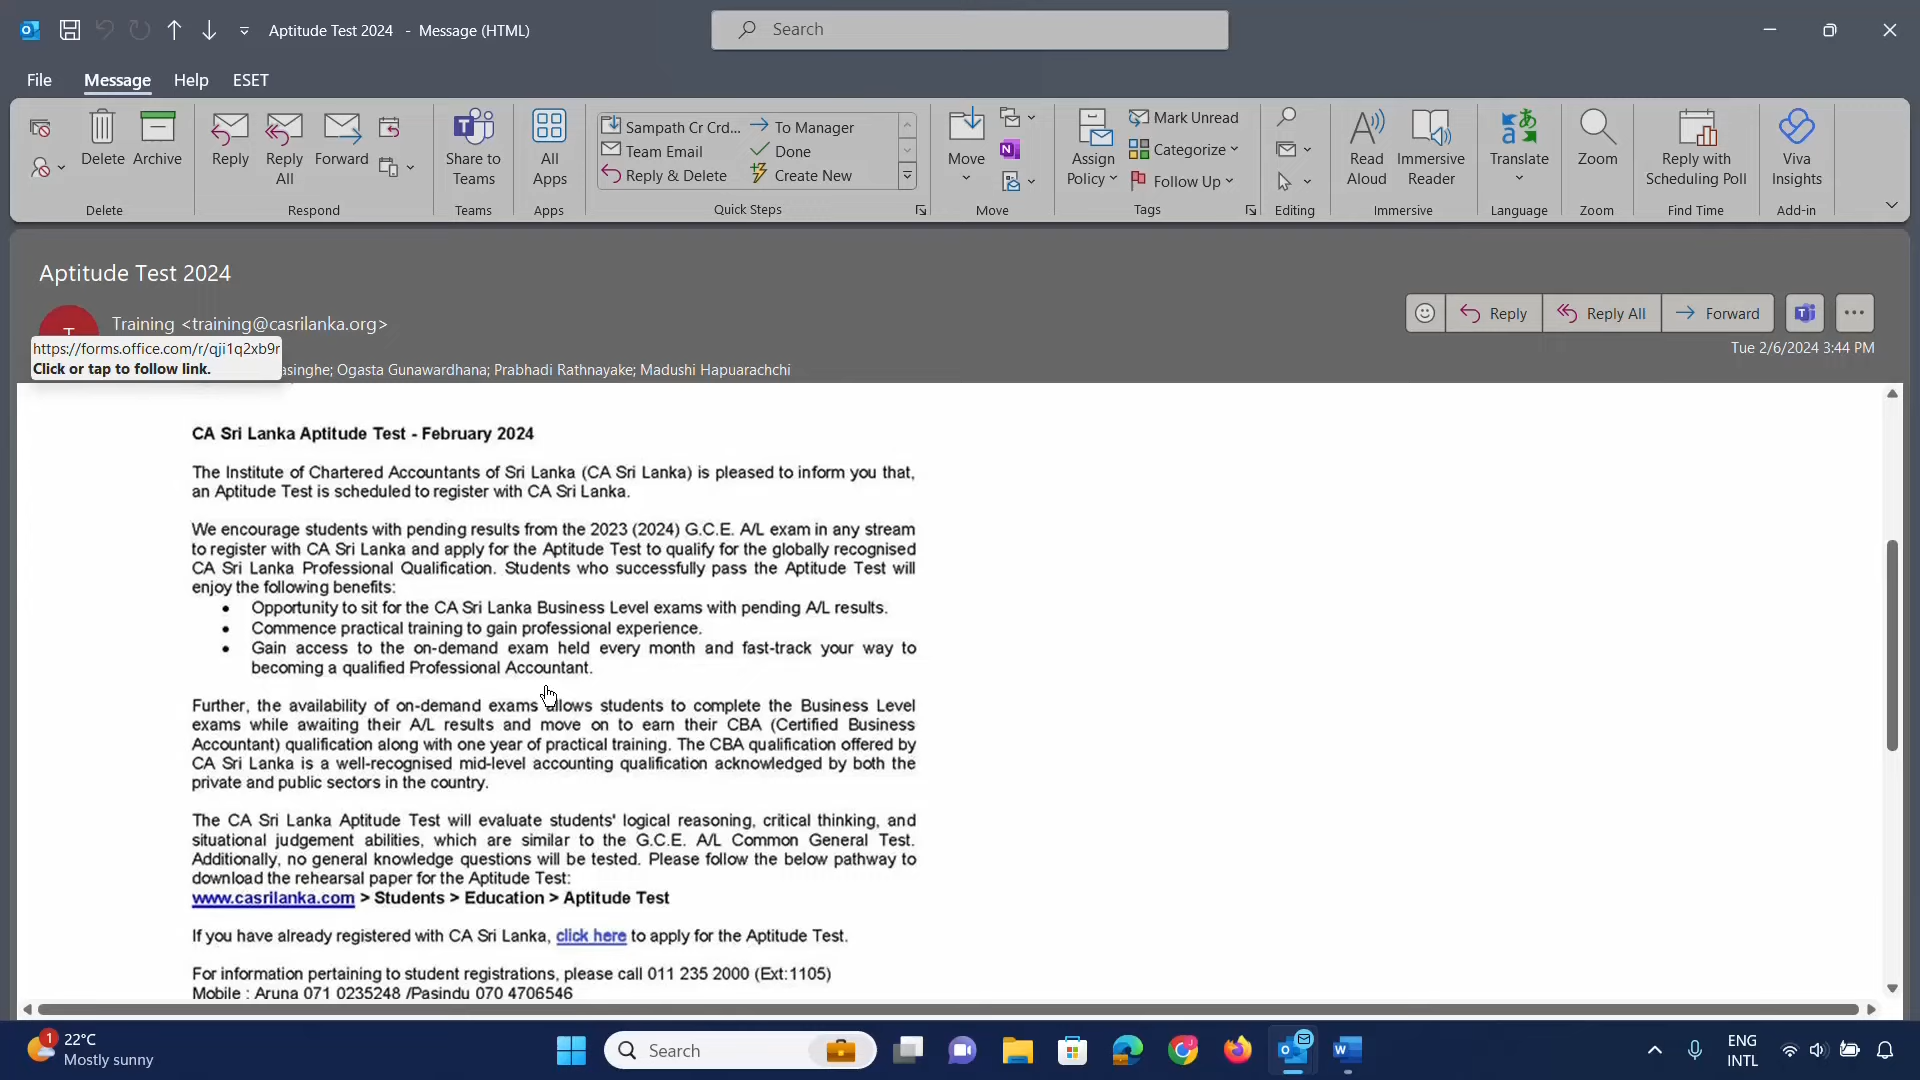 Aptitude Test 2024 - Message (HTML)
Search
File Message Help ESET
Delete Archive
Reply Reply All Forward
Share to Teams
All Apps
Sampath Cr Crd...
Team Email
Reply & Delete
To Manager
Done
Create New
Move
Assign Policy
Mark Unread
Categorize
Follow Up
Read Aloud
Immersive Reader
Translate
Zoom
Reply with Scheduling Poll
Viva Insights
Delete Respond Teams Apps Quick Steps Move Tags Editing Immersive Language Zoom Find Time Add-in
Aptitude Test 2024
T
Training <training@casrilanka.org>
Reply Reply All Forward
Tue 2/6/2024 3:44 PM
https://forms.office.com/r/qji1q2xb9r
Click or tap to follow link.
asinghe; Ogasta Gunawardhana; Prabhadi Rathnayake; Madushi Hapuarachchi
CA Sri Lanka Aptitude Test - February 2024
The Institute of Chartered Accountants of Sri Lanka (CA Sri Lanka) is pleased to inform you that,
an Aptitude Test is scheduled to register with CA Sri Lanka.
We encourage students with pending results from the 2023 (2024) G.C.E. A/L exam in any stream
to register with CA Sri Lanka and apply for the Aptitude Test to qualify for the globally recognised
CA Sri Lanka Professional Qualification. Students who successfully pass the Aptitude Test will
enjoy the following benefits:
• Opportunity to sit for the CA Sri Lanka Business Level exams with pending A/L results.
• Commence practical training to gain professional experience.
• Gain access to the on-demand exam held every month and fast-track your way to
becoming a qualified Professional Accountant.
Further, the availability of on-demand exams allows students to complete the Business Level
exams while awaiting their A/L results and move on to earn their CBA (Certified Business
Accountant) qualification along with one year of practical training. The CBA qualification offered by
CA Sri Lanka is a well-recognised mid-level accounting qualification acknowledged by both the
private and public sectors in the country.
The CA Sri Lanka Aptitude Test will evaluate students' logical reasoning, critical thinking, and
situational judgement abilities, which are similar to the G.C.E. A/L Common General Test.
Additionally, no general knowledge questions will be tested. Please follow the below pathway to
download the rehearsal paper for the Aptitude Test:
www.casrilanka.com > Students > Education > Aptitude Test
If you have already registered with CA Sri Lanka, click here to apply for the Aptitude Test.
For information pertaining to student registrations, please call 011 235 2000 (Ext:1105)
Mobile : Aruna 071 0235248 /Pasindu 070 4706546
1
22°C
Mostly sunny
Search
ENG
INTL